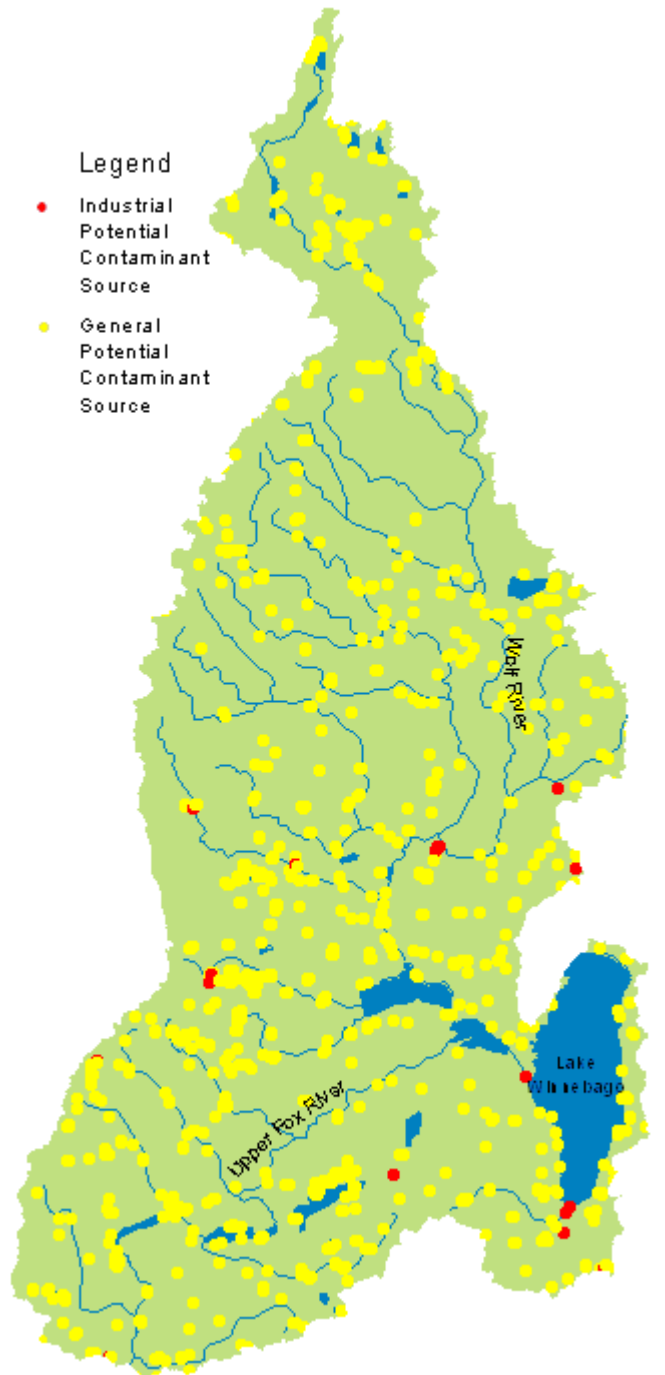 Legend
Industrial
Potential
Contaminant
Source
General
Potential
Contaminant
Source
Wolf River
Lake
Winnebago
Upper Fox River